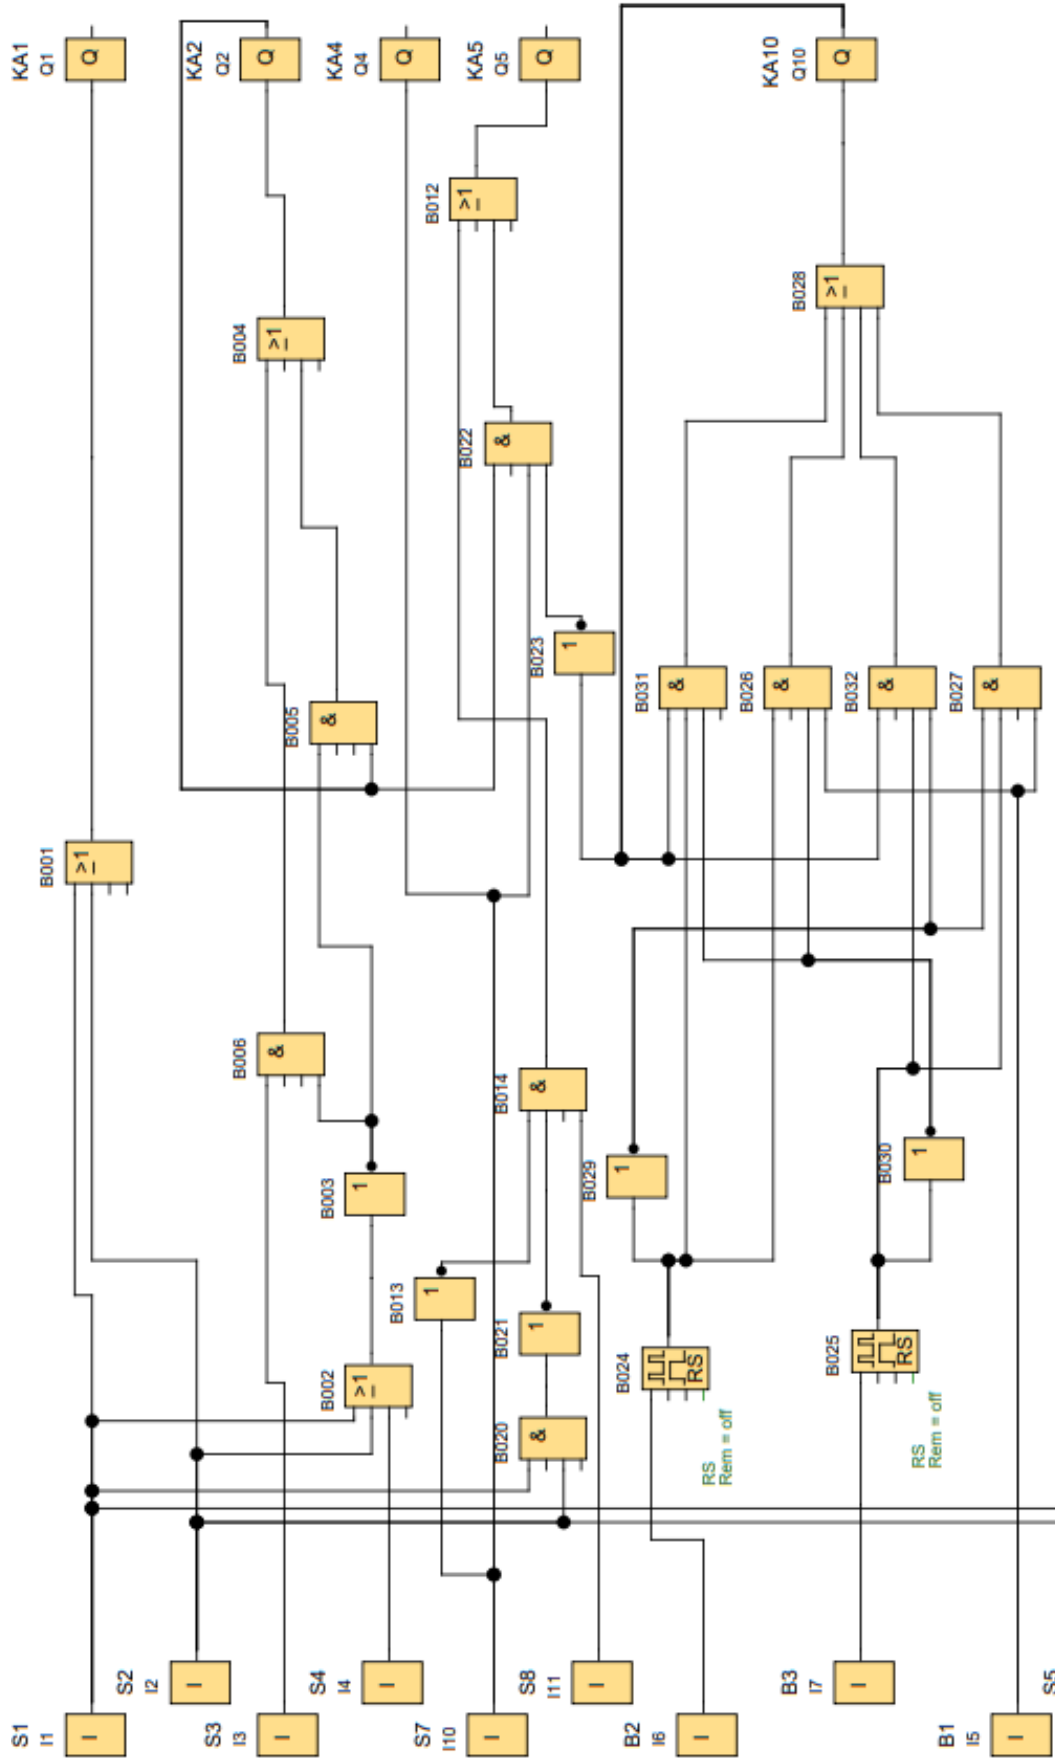 S1
I1
I
S2
I2
I
S3
I3
I
S4
I4
I
S7
I10
I
S8
I11
I
B2
I6
I
B3
I7
I
B1
I5
I
S5
B002
≥1
B020
&
B013
1
B021
1
B024
RS
RS
Rem = off
B025
RS
RS
Rem = off
B003
1
B029
1
B030
1
B006
&
B014
&
B001
≥1
B005
&
B023
1
B031
&
B026
&
B032
&
B027
&
B022
&
B004
≥1
B028
≥1
B012
≥1
KA1
Q1
Q
KA2
Q2
Q
KA4
Q4
Q
KA5
Q5
Q
KA10
Q10
Q